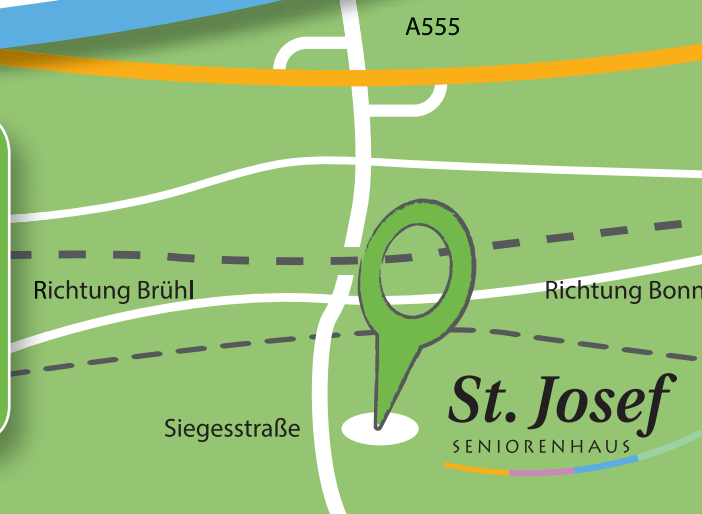 A555
Richtung Brühl
Richtung Bonn
Siegesstraße
St. Josef
SENIORENHAUS